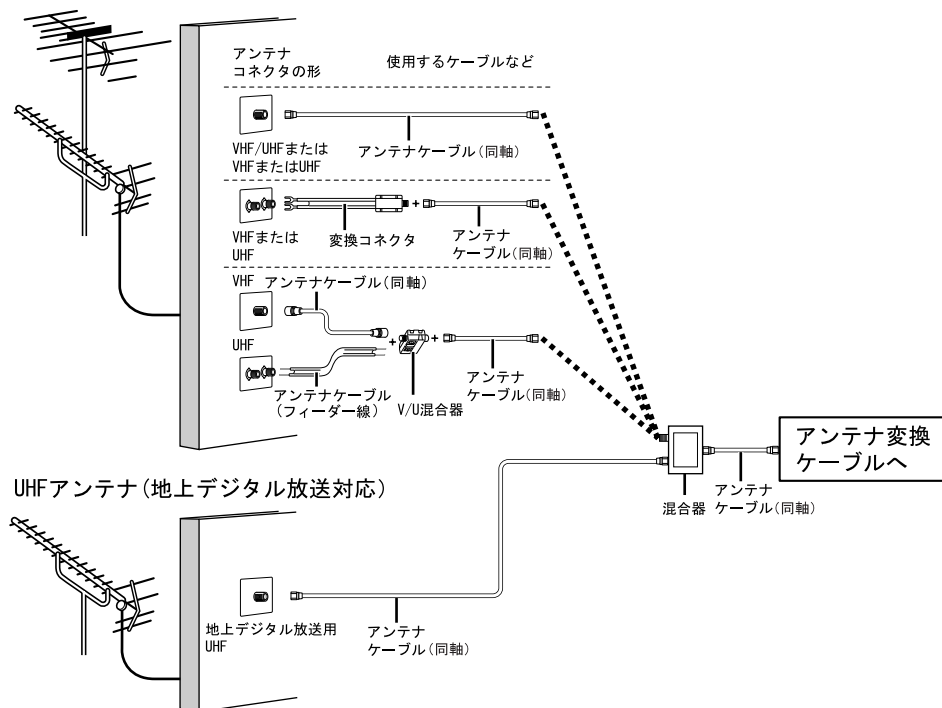 アンテナ
コネクタの形
使用するケーブルなど
VHF/UHFまたは
VHFまたはUHF
アンテナケーブル(同軸)
VHFまたは
UHF
変換コネクタ
+
アンテナ
ケーブル(同軸)
VHF
アンテナケーブル(同軸)
UHF
+
+
アンテナケーブル
(フィーダー線)
V/U混合器
アンテナ
ケーブル(同軸)
混合器
アンテナ
ケーブル(同軸)
アンテナ変換
ケーブルへ
UHFアンテナ(地上デジタル放送対応)
地上デジタル放送用
UHF
アンテナ
ケーブル(同軸)